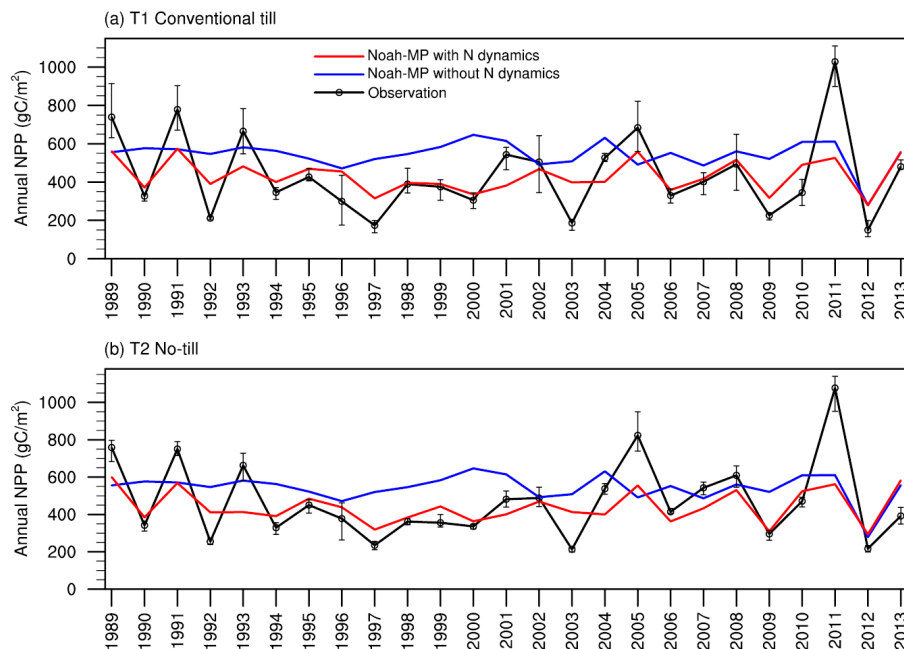 (a) T1 Conventional till
Annual NPP (gC/m²)
1000
800
600
400
200
0
Noah-MP with N dynamics
Noah-MP without N dynamics
Observation
1989 1990 1991 1992 1993 1994 1995 1996 1997 1998 1999 2000 2001 2002 2003 2004 2005 2006 2007 2008 2009 2010 2011 2012 2013
(b) T2 No-till
Annual NPP (gC/m²)
1000
800
600
400
200
0
1989 1990 1991 1992 1993 1994 1995 1996 1997 1998 1999 2000 2001 2002 2003 2004 2005 2006 2007 2008 2009 2010 2011 2012 2013